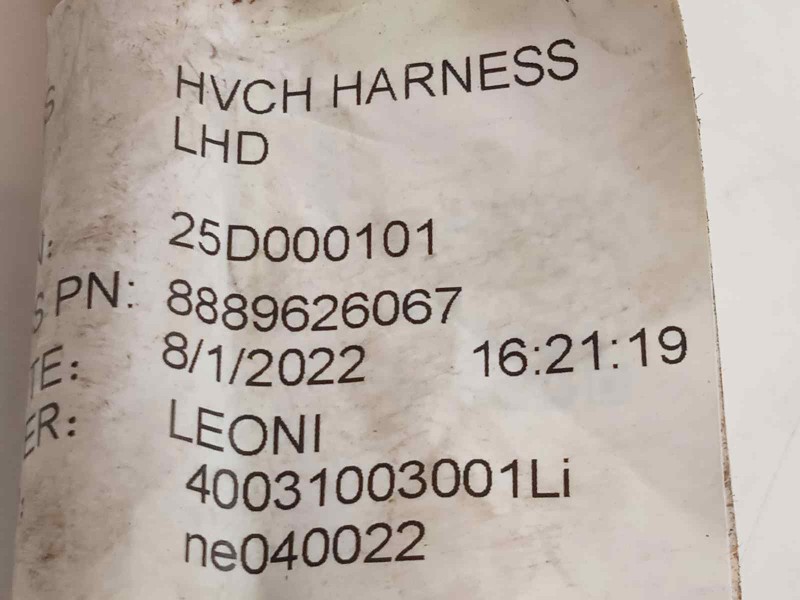 S HVCH HARNESS
LHD
N: 25D000101
S PN: 8889626067
TE: 8/1/2022 16:21:19
ER: LEONI
: 40031003001Li
ne040022